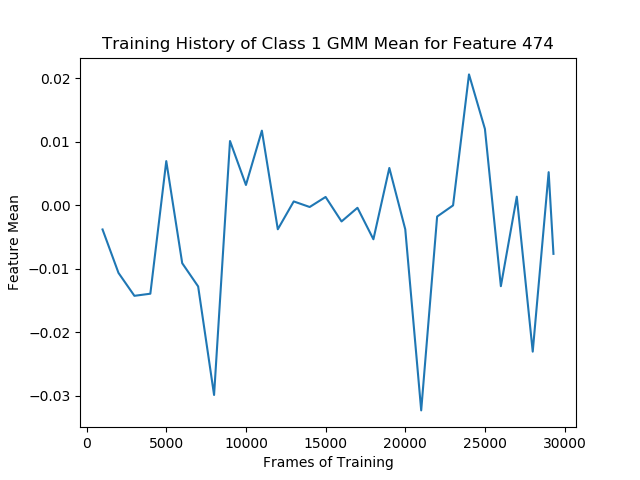 Training History of Class 1 GMM Mean for Feature 474
0.02
0.01
0.00
−0.01
−0.02
−0.03
Feature Mean
0 5000 10000 15000 20000 25000 30000
Frames of Training